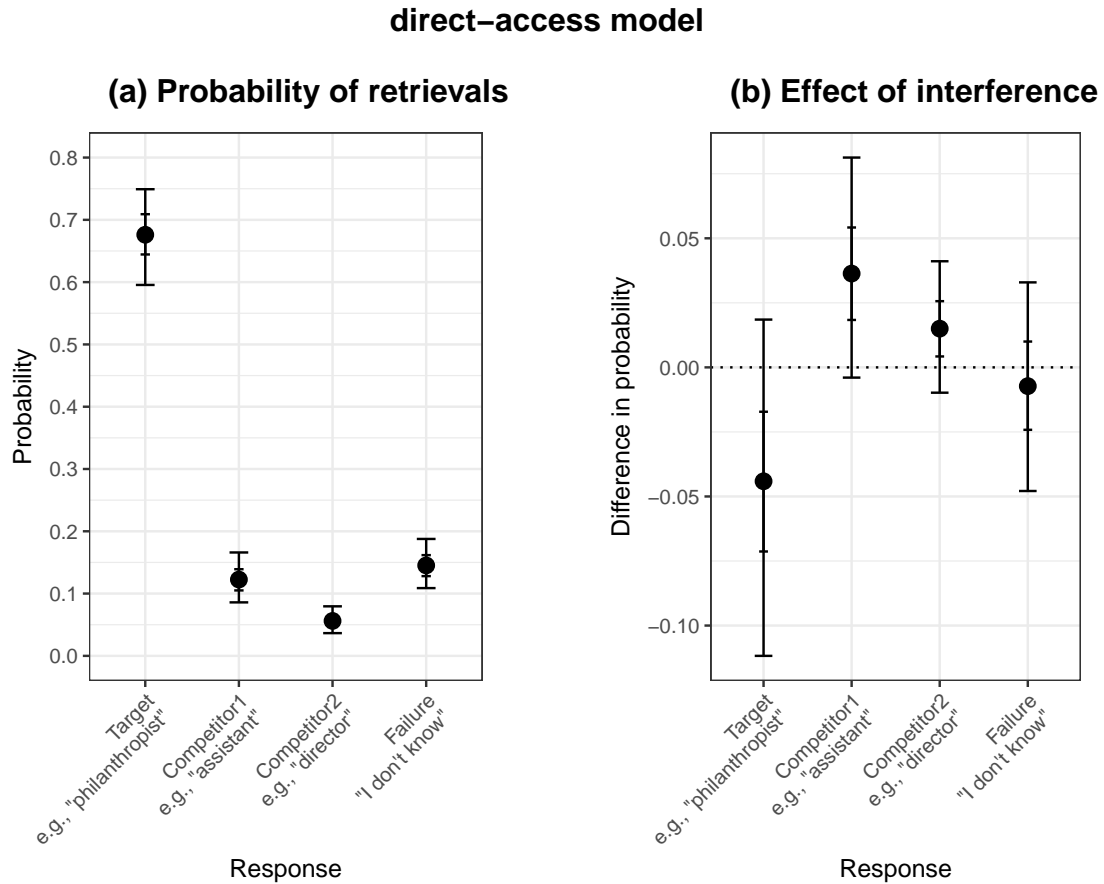 direct−access model
(a) Probability of retrievals
(b) Effect of interference
Probability
0.8
0.7
0.6
0.5
0.4
0.3
0.2
0.1
0.0
Target
e.g., "philanthropist"
Competitor1
e.g., "assistant"
Competitor2
e.g., "director"
Failure
"I don't know"
Response
Difference in probability
0.05
0.00
−0.05
−0.10
Target
e.g., "philanthropist"
Competitor1
e.g., "assistant"
Competitor2
e.g., "director"
Failure
"I don't know"
Response